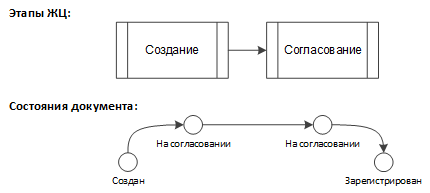 Этапы ЖЦ:
Создание
Согласование
Состояния документа:
На согласовании
На согласовании
Создан
Зарегистрирован